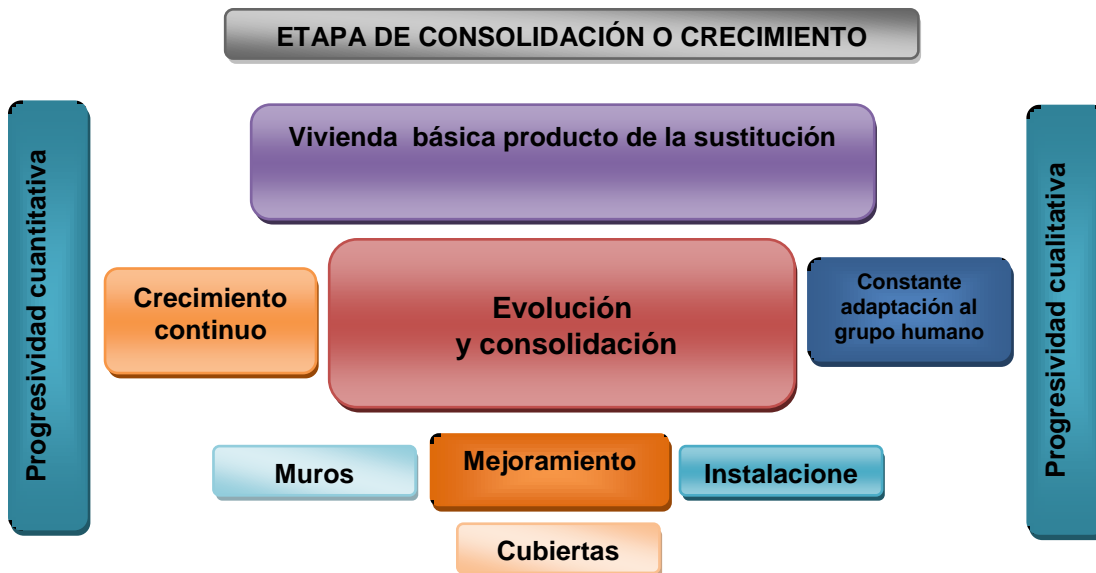 ETAPA DE CONSOLIDACIÓN O CRECIMIENTO
Progresividad cuantitativa
Vivienda básica producto de la sustitución
Crecimiento
continuo
Evolución
y consolidación
Constante
adaptación al
grupo humano
Progresividad cualitativa
Muros
Mejoramiento
Instalacione
Cubiertas